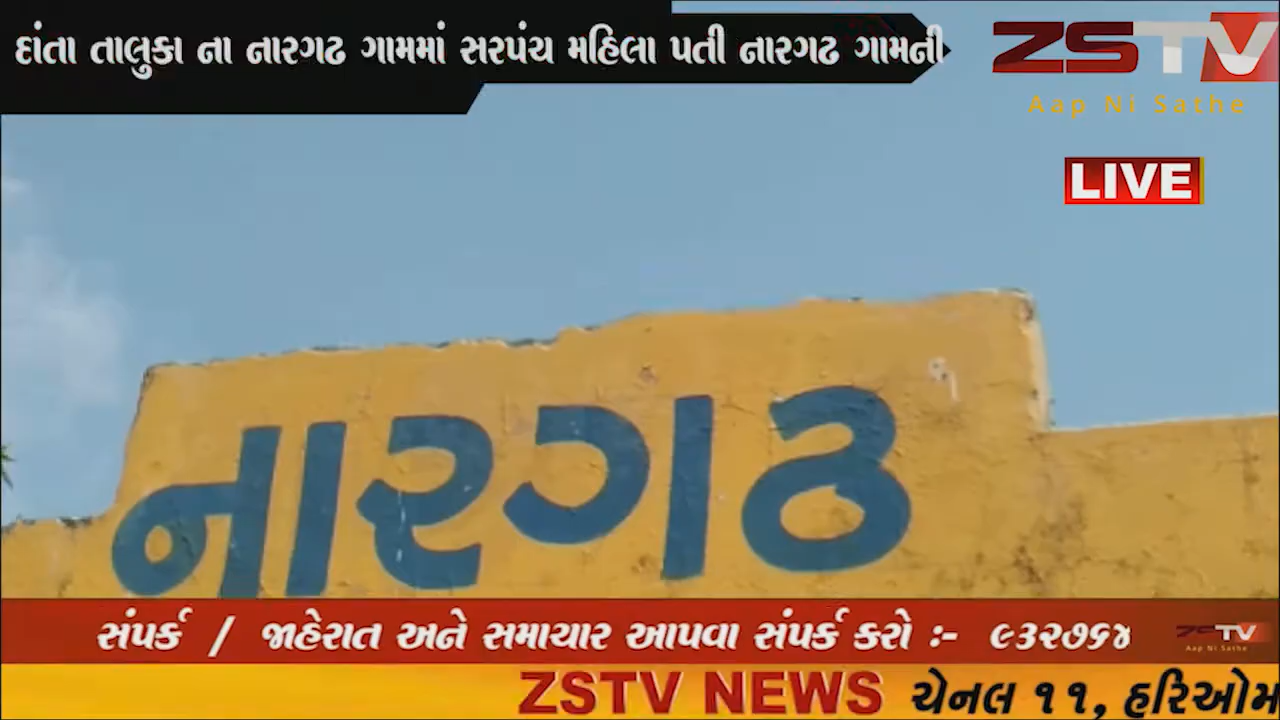 દાંતા તાલુકા ના નારગઢ ગામમાં સરપંચ મહિલા પતી નારગઢ ગામની
ZSTV
Aap Ni Sathe
LIVE
નારગઢ
સંપર્ક / જાહેરાત અને સમાચાર આપવા સંપર્ક કરો :- ૯૩૨૭૬૪
ZSTV
Aap Ni Sathe
ZSTV NEWS ચેનલ ૧૧, હરિઓમ